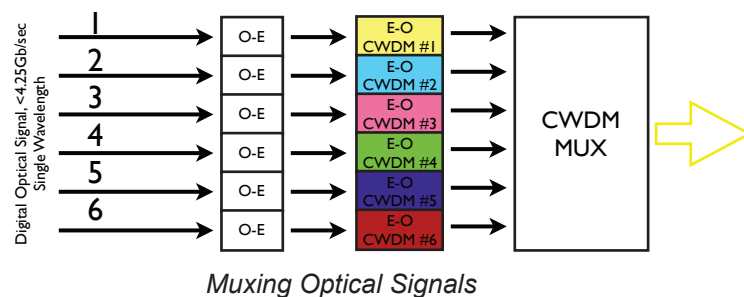 Digital Optical Signal, <4.25Gb/sec
Single Wavelength
1
2
3
4
5
6
O-E
O-E
O-E
O-E
O-E
O-E
E-O
CWDM #1
E-O
CWDM #2
E-O
CWDM #3
E-O
CWDM #4
E-O
CWDM #5
E-O
CWDM #6
CWDM
MUX
Muxing Optical Signals